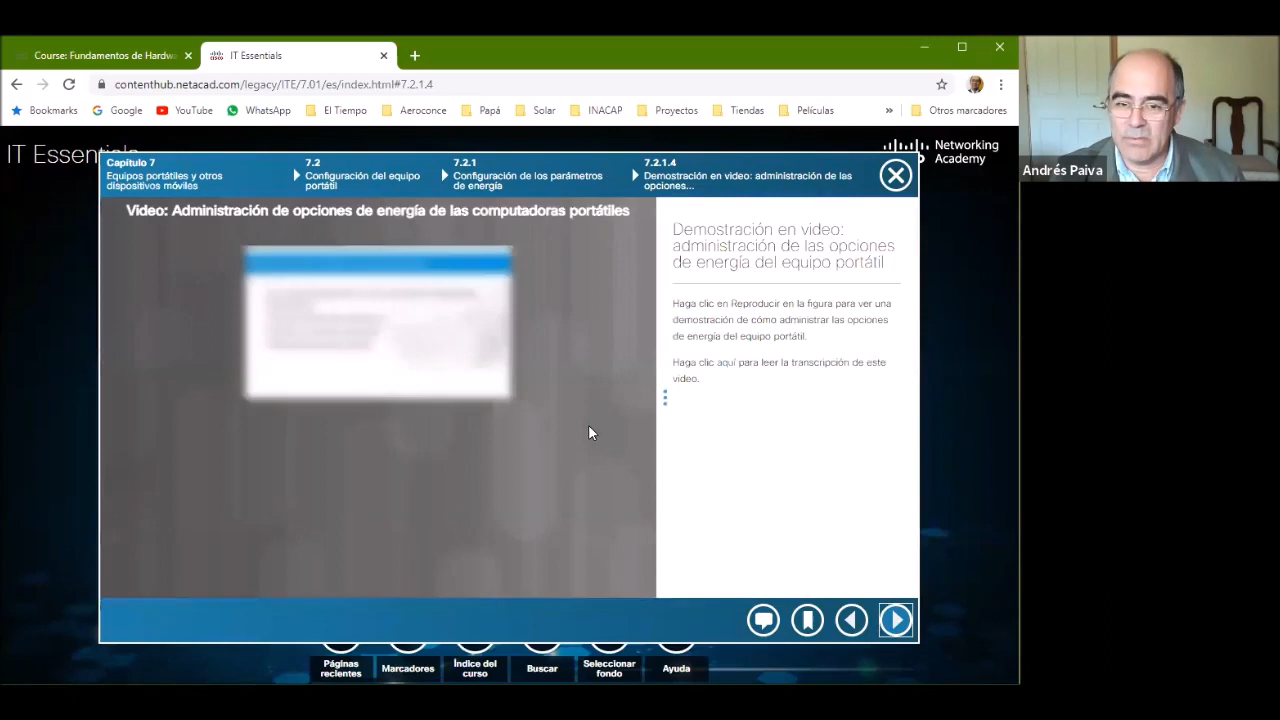 Course: Fundamentos de Hardwa
IT Essentials
contenthub.netacad.com/legacy/ITE/7.01/es/index.html#7.2.1.4
Bookmarks
Google
YouTube
WhatsApp
El Tiempo
Aeroconce
Papá
Solar
INACAP
Proyectos
Tiendas
Películas
»
Otros marcadores
IT Essentials
cisco
Networking
Academy
Andrés Paiva
Capítulo 7
Equipos portátiles y otros
dispositivos móviles
7.2
Configuración del equipo
portátil
7.2.1
Configuración de los parámetros
de energía
7.2.1.4
Demostración en video: administración de las
opciones...
Video: Administración de opciones de energía de las computadoras portátiles
Demostración en video:
administración de las opciones
de energía del equipo portátil
Haga clic en Reproducir en la figura para ver una
demostración de cómo administrar las opciones
de energía del equipo portátil.
Haga clic aquí para leer la transcripción de este
video.
Páginas
recientes
Marcadores
Índice del
curso
Buscar
Seleccionar
fondo
Ayuda